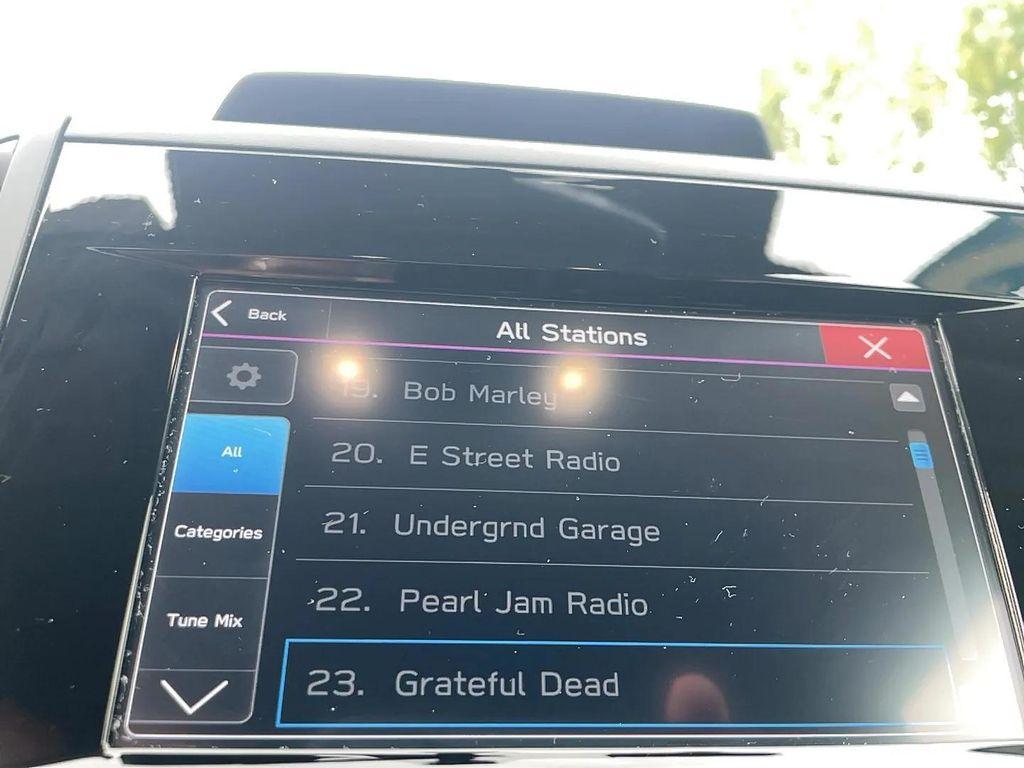 Back
All Stations
19. Bob Marley
All
20. E Street Radio
21. Undergrnd Garage
Categories
22. Pearl Jam Radio
Tune Mix
23. Grateful Dead